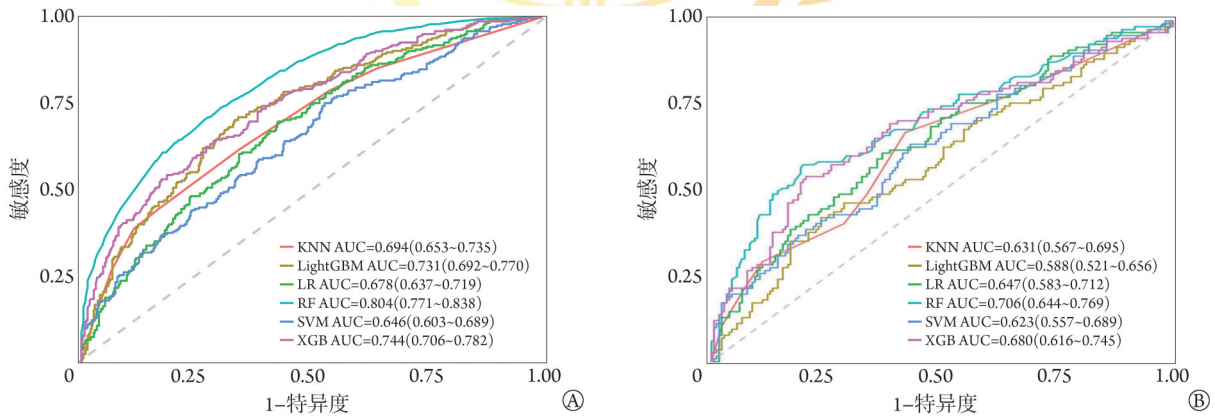 1.00
0.75
0.50
0.25
0
0.25
0.50
0.75
1.00
敏感度
1-特异度
KNN AUC=0.694(0.653~0.735)
LightGBM AUC=0.731(0.692~0.770)
LR AUC=0.678(0.637~0.719)
RF AUC=0.804(0.771~0.838)
SVM AUC=0.646(0.603~0.689)
XGB AUC=0.744(0.706~0.782)
Ⓐ
1.00
0.75
0.50
0.25
0
0.25
0.50
0.75
1.00
敏感度
1-特异度
KNN AUC=0.631(0.567~0.695)
LightGBM AUC=0.588(0.521~0.656)
LR AUC=0.647(0.583~0.712)
RF AUC=0.706(0.644~0.769)
SVM AUC=0.623(0.557~0.689)
XGB AUC=0.680(0.616~0.745)
Ⓑ